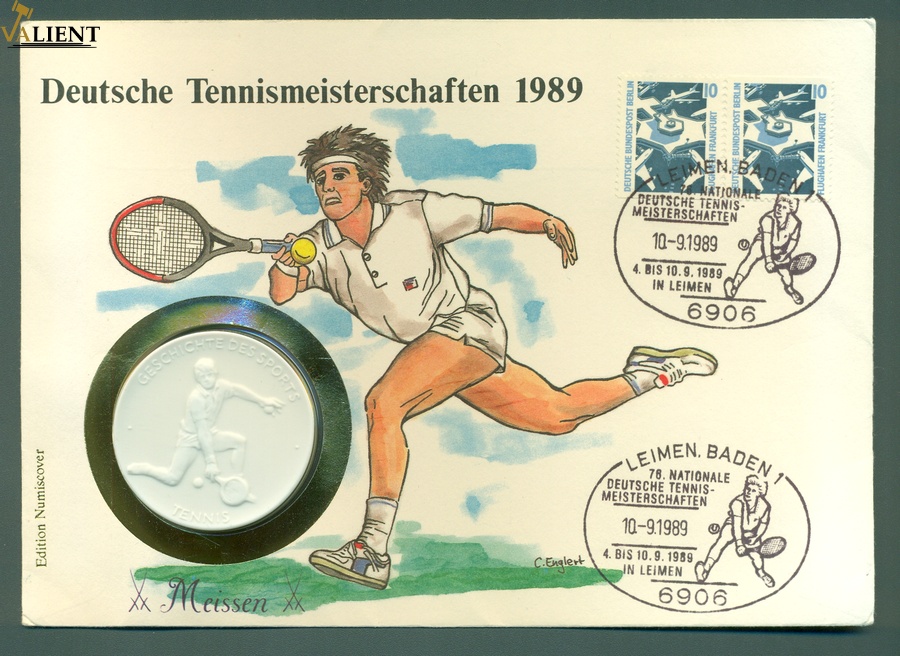 VALIENT
Deutsche Tennismeisterschaften 1989
DEUTSCHE BUNDESPOST BERLIN
10
FLUGHAFEN FRANKFURT
DEUTSCHE BUNDESPOST BERLIN
10
FLUGHAFEN FRANKFURT
LEIMEN, BADEN
76. NATIONALE
DEUTSCHE TENNIS-
MEISTERSCHAFTEN
10.-9.1989
4. BIS 10.9.1989
IN LEIMEN
6906
GESCHICHTE DES SPORTS
TENNIS
Edition Numiscover
Meissen
C. Englert
LEIMEN, BADEN 1
76. NATIONALE
DEUTSCHE TENNIS-
MEISTERSCHAFTEN
10.-9.1989
4. BIS 10.9.1989
IN LEIMEN
6906